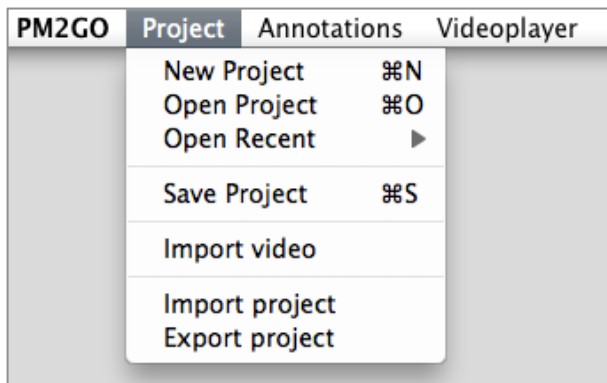 PM2GO Project Annotations Videoplayer
New Project ⌘N
Open Project ⌘O
Open Recent ▶
Save Project ⌘S
Import video
Import project
Export project